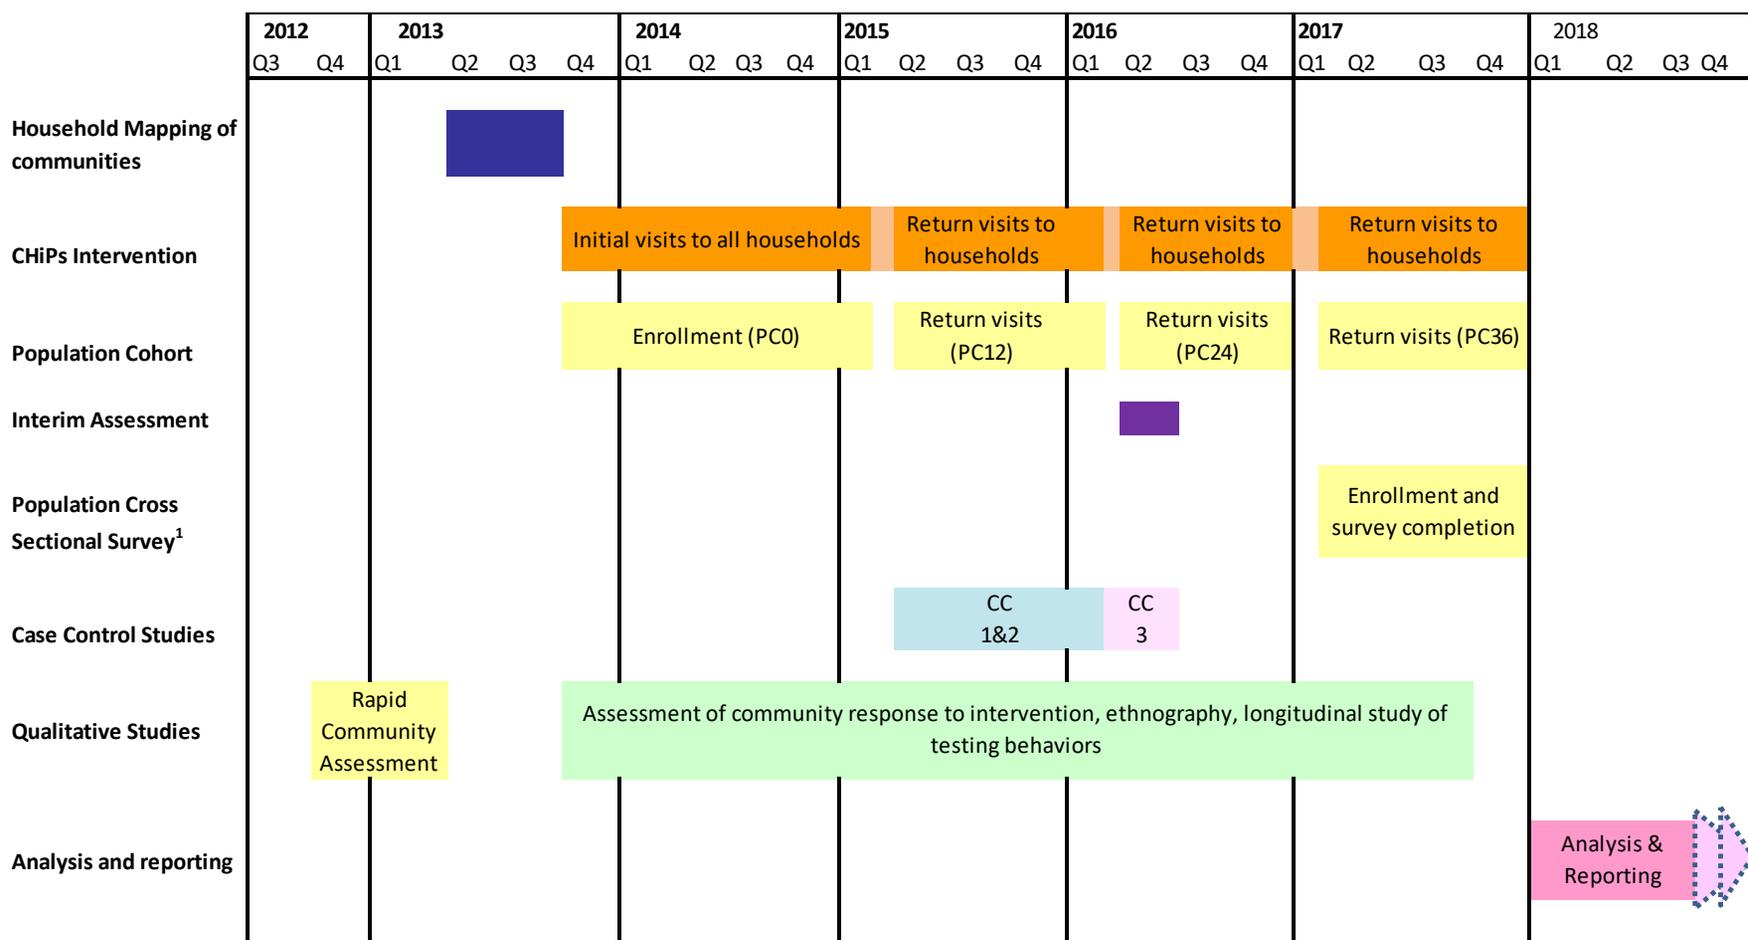 2012 2013 2014 2015 2016 2017 2018
Q3 Q4 Q1 Q2 Q3 Q4 Q1 Q2 Q3 Q4 Q1 Q2 Q3 Q4 Q1 Q2 Q3 Q4 Q1 Q2 Q3 Q4 Q1 Q2 Q3 Q4
Household Mapping of
communities
CHiPs Intervention
Initial visits to all households
Return visits to
households
Return visits to
households
Return visits to
households
Population Cohort
Enrollment (PC0)
Return visits
(PC12)
Return visits
(PC24)
Return visits (PC36)
Interim Assessment
Population Cross
Sectional Survey1
Enrollment and
survey completion
Case Control Studies
CC
1&2
CC
3
Qualitative Studies
Rapid
Community
Assessment
Assessment of community response to intervention, ethnography, longitudinal study of
testing behaviors
Analysis and reporting
Analysis &
Reporting